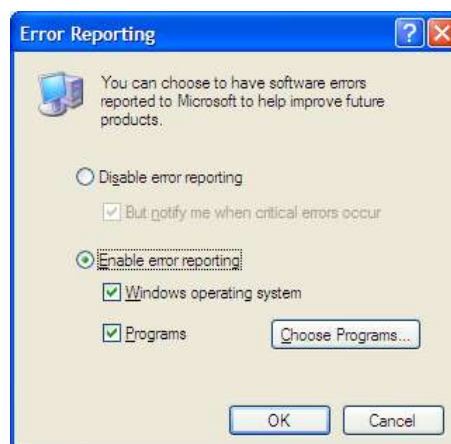 Error Reporting
You can choose to have software errors
reported to Microsoft to help improve future
products.
Disable error reporting
But notify me when critical errors occur
Enable error reporting
Windows operating system
Programs
Choose Programs...
OK
Cancel